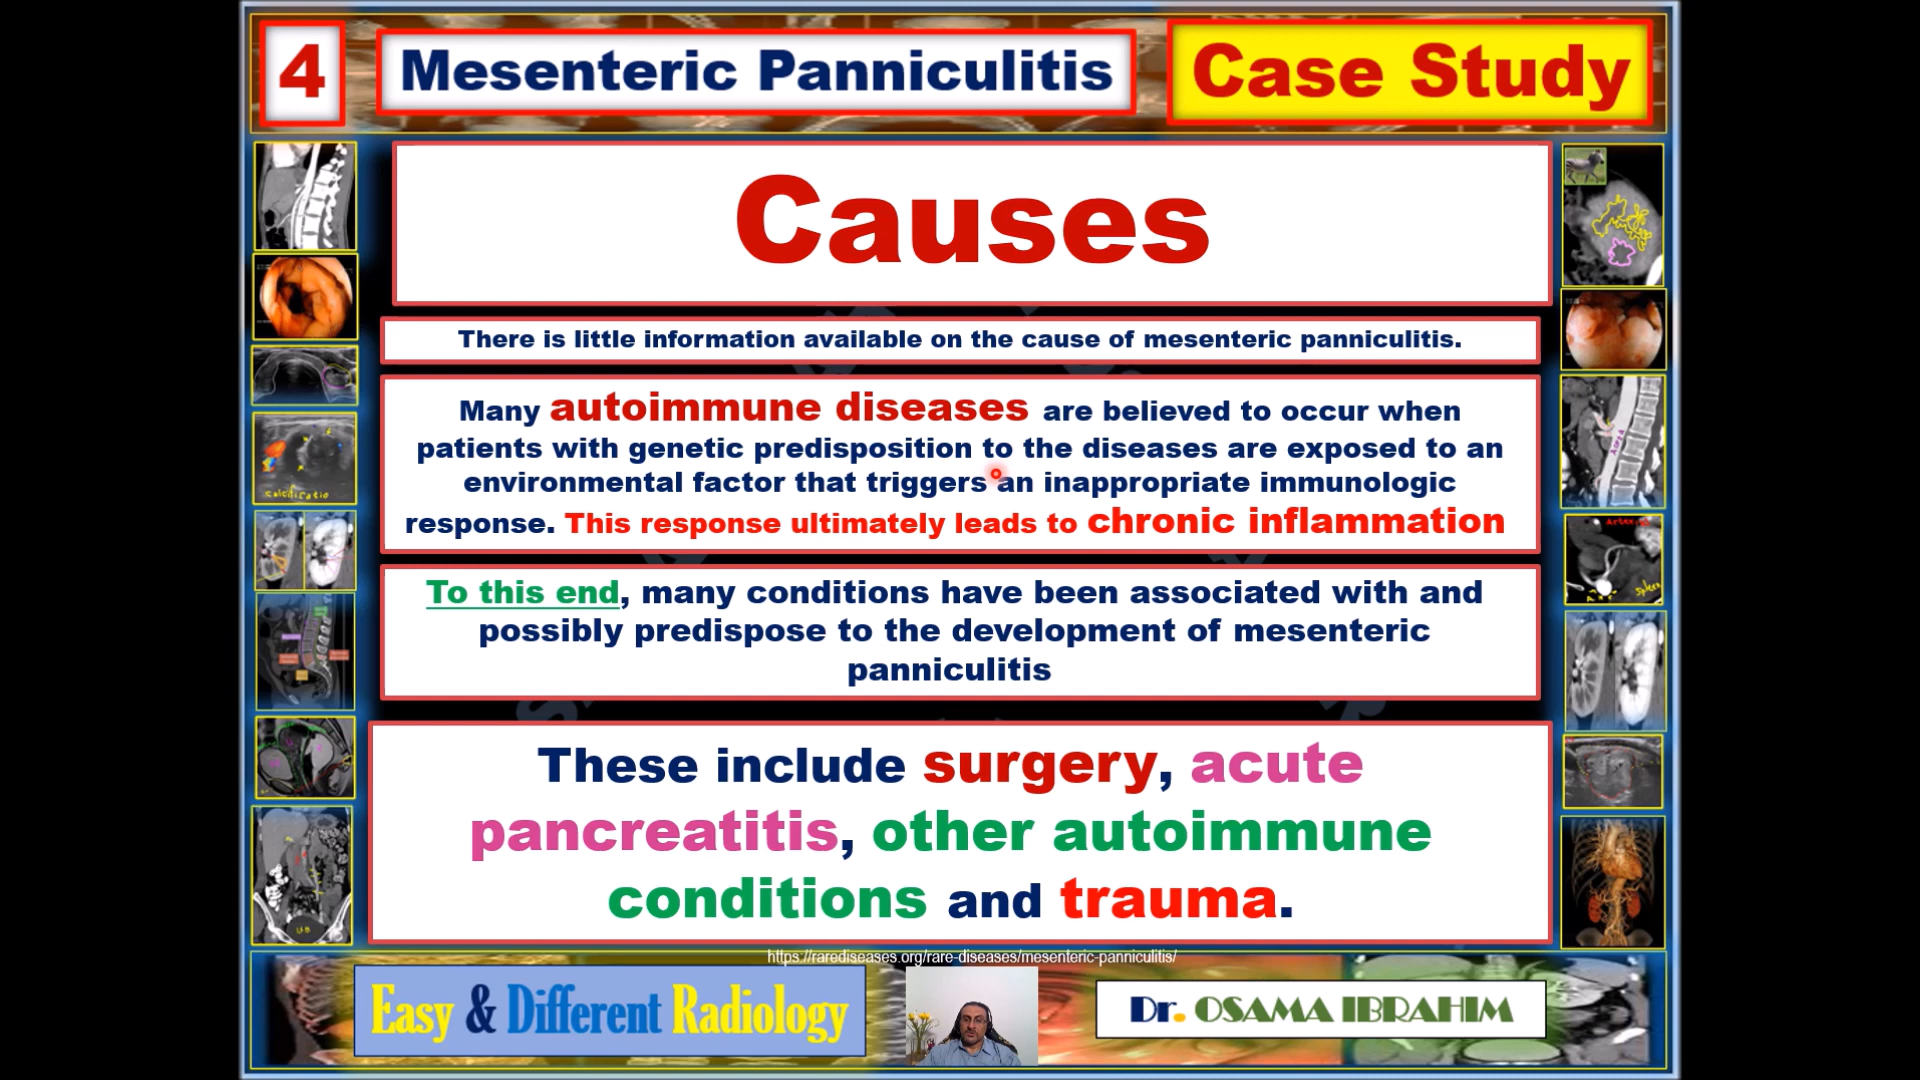 4
Mesenteric Panniculitis
Case Study
Causes
There is little information available on the cause of mesenteric panniculitis.
Many autoimmune diseases are believed to occur when
patients with genetic predisposition to the diseases are exposed to an
environmental factor that triggers an inappropriate immunologic
response. This response ultimately leads to chronic inflammation
To this end, many conditions have been associated with and
possibly predispose to the development of mesenteric
panniculitis
These include surgery, acute
pancreatitis, other autoimmune
conditions and trauma.
https://rarediseases.org/rare-diseases/mesenteric-panniculitis/
Easy & Different Radiology
Dr. OSAMA IBRAHIM